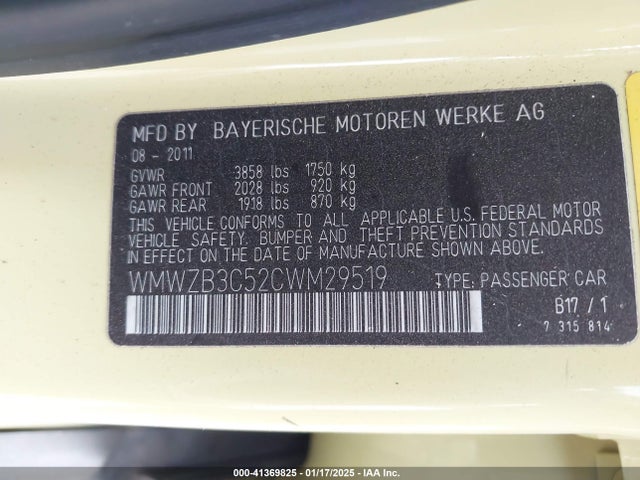 MFD BY BAYERISCHE MOTOREN WERKE AG
08 - 2011
GVWR 3858 lbs 1750 kg
GAWR FRONT 2028 lbs 920 kg
GAWR REAR 1918 lbs 870 kg
THIS VEHICLE CONFORMS TO ALL APPLICABLE U.S. FEDERAL MOTOR
VEHICLE SAFETY, BUMPER AND THEFT PREVENTION STANDARDS
IN EFFECT ON THE DATE OF MANUFACTURE SHOWN ABOVE.
WMWZB3C52CWM29519 TYPE: PASSENGER CAR
B17 / 1
7 315 814
000-41369825 - 01/17/2025 - IAA Inc.